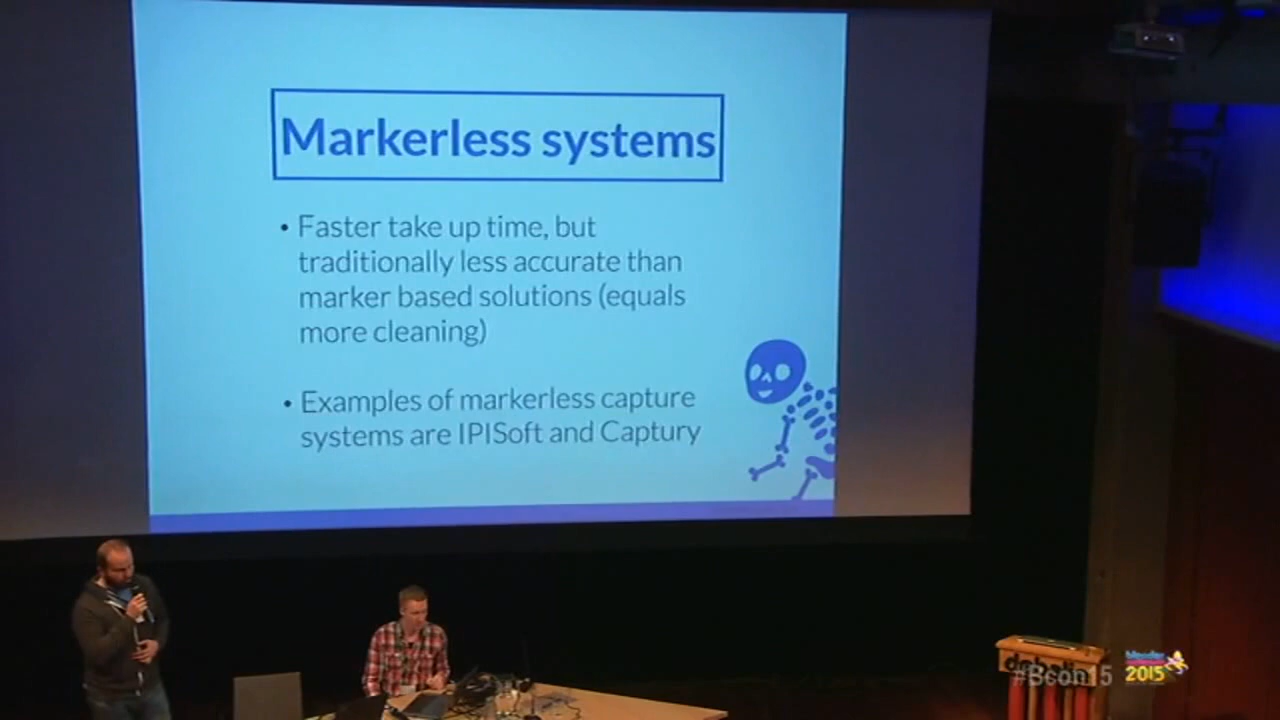 Markerless systems
• Faster take up time, but
traditionally less accurate than
marker based solutions (equals
more cleaning)
• Examples of markerless capture
systems are IPISoft and Captury
#Bcon15
blender
2015